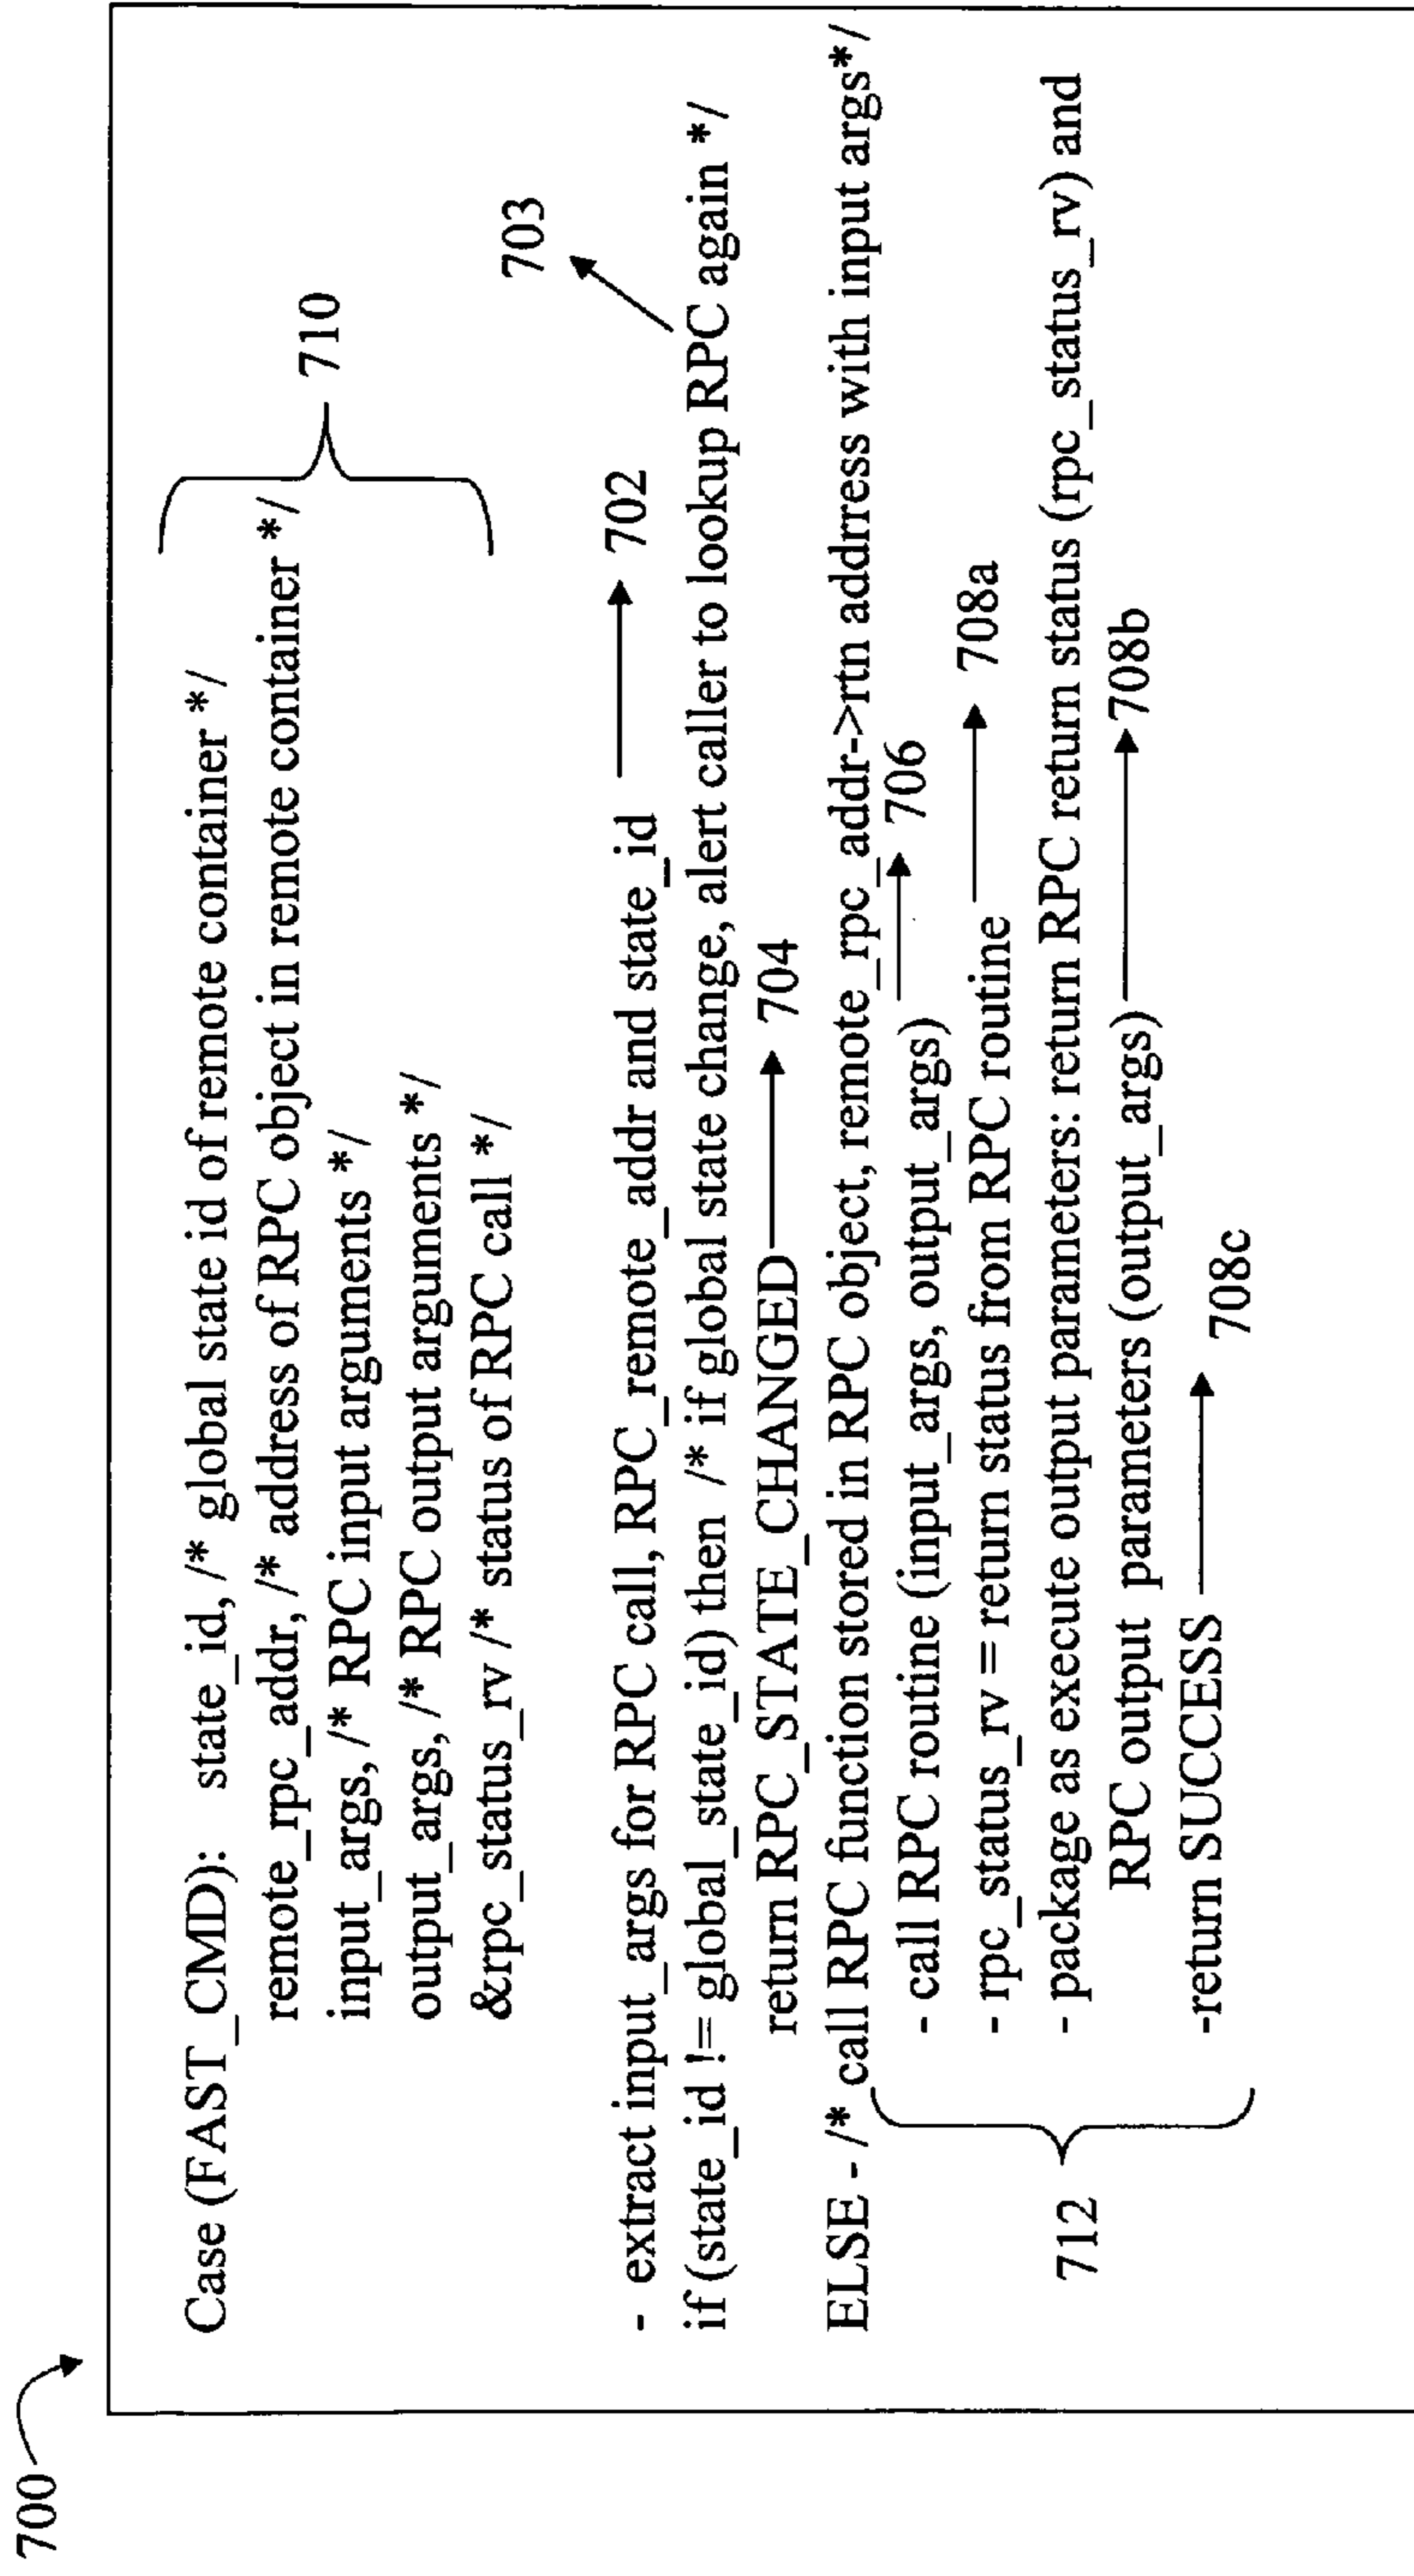 700
Case (FAST_CMD): state_id, /* global state id of remote container */
remote_rpc_addr, /* address of RPC object in remote container */
input_args, /* RPC input arguments */
output_args, /* RPC output arguments */
&rpc_status_rv /* status of RPC call */
710
- extract input_args for RPC call, RPC_remote_addr and state_id 702
703
if (state_id != global_state_id) then /* if global state change, alert caller to lookup RPC again */
return RPC_STATE_CHANGED 704
ELSE - /* call RPC function stored in RPC object, remote_rpc_addr->rtn address with input args*/
- call RPC routine (input_args, output_args) 706
- rpc_status_rv = return status from RPC routine 708a
- package as execute output parameters: return RPC return status (rpc_status_rv) and
RPC output parameters (output_args) 708b
-return SUCCESS 708c
712